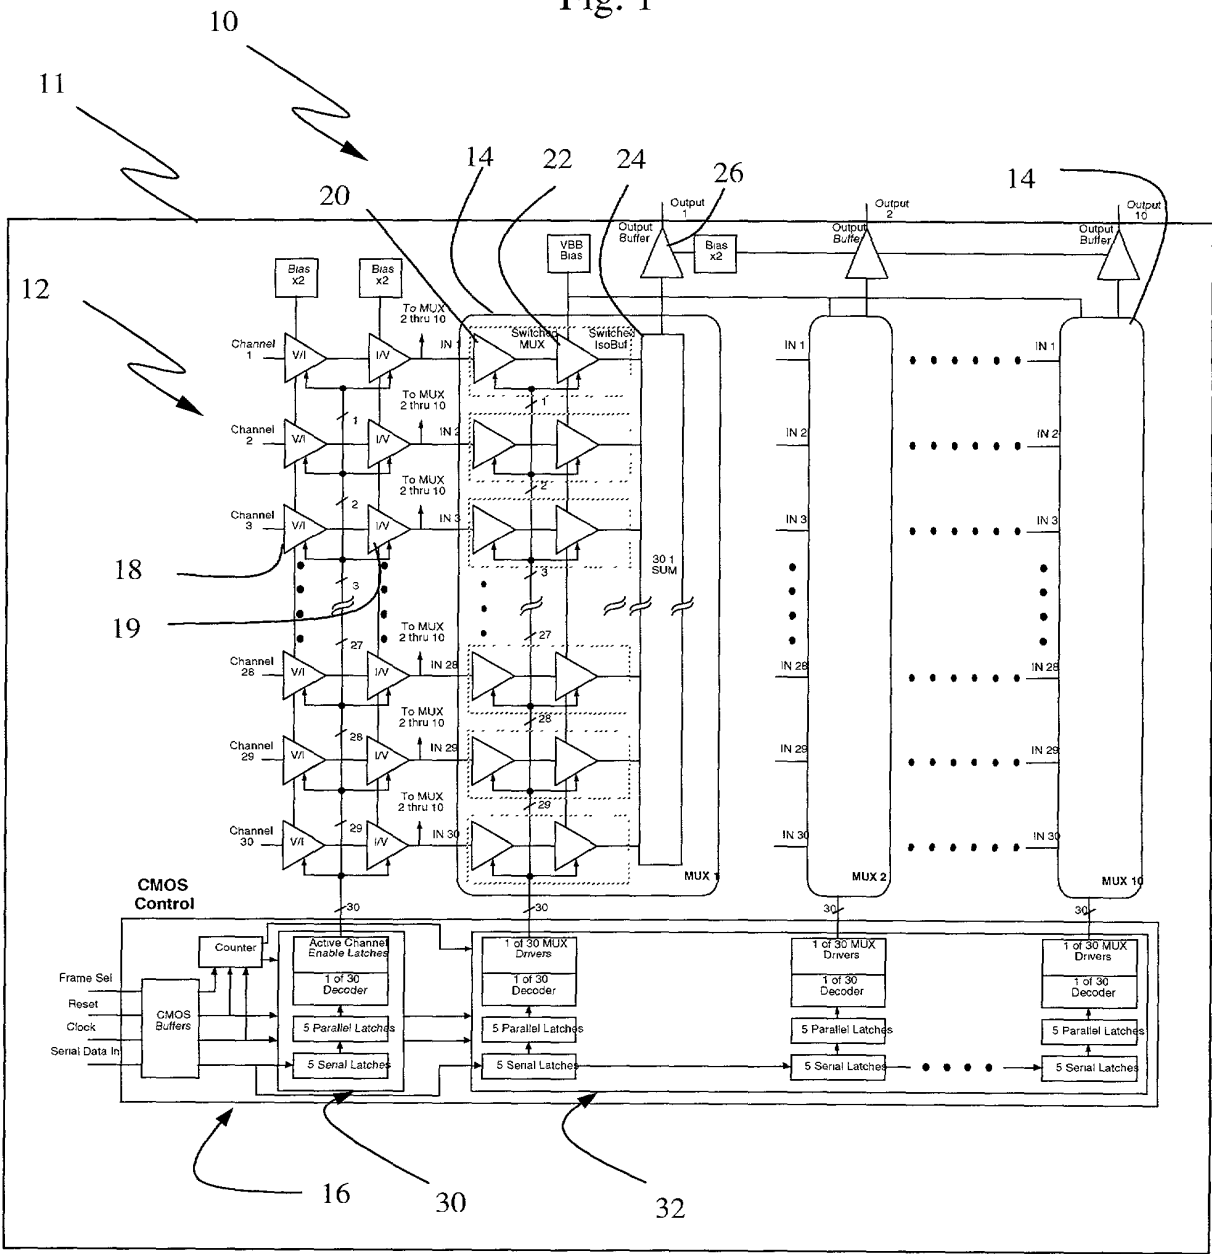 Fig. 1
10
11
14
22
24
26
14
20
12
Output
1
Output
2
Output
10
Output
Buffer
Output
Buffer
Output
Buffer
VBB
Bias
Bias
x2
Bias
x2
Bias
x2
To MUX
2 thru 10
Switched
MUX
Switched
IsoBuf
Channel
1
V/I
I/V
IN 1
IN 1
IN 1
1
1
To MUX
2 thru 10
Channel
2
V/I
I/V
IN 2
IN 2
IN 2
2
2
To MUX
2 thru 10
Channel
3
V/I
I/V
IN 3
IN 3
IN 3
18
3
3
30 1
SUM
19
27
27
To MUX
2 thru 10
Channel
28
V/I
I/V
IN 28
IN 28
IN 28
28
28
To MUX
2 thru 10
Channel
29
V/I
I/V
IN 29
IN 29
IN 29
29
29
To MUX
2 thru 10
Channel
30
V/I
I/V
IN 30
IN 30
IN 30
MUX 1
MUX 2
MUX 10
CMOS
Control
30
30
30
30
Counter
Active Channel
Enable Latches
1 of 30 MUX
Drivers
1 of 30 MUX
Drivers
1 of 30 MUX
Drivers
1 of 30
Decoder
1 of 30
Decoder
1 of 30
Decoder
1 of 30
Decoder
Frame Sel
Reset
Clock
Serial Data In
CMOS
Buffers
5 Parallel Latches
5 Parallel Latches
5 Parallel Latches
5 Parallel Latches
5 Serial Latches
5 Serial Latches
5 Serial Latches
5 Serial Latches
16
30
32